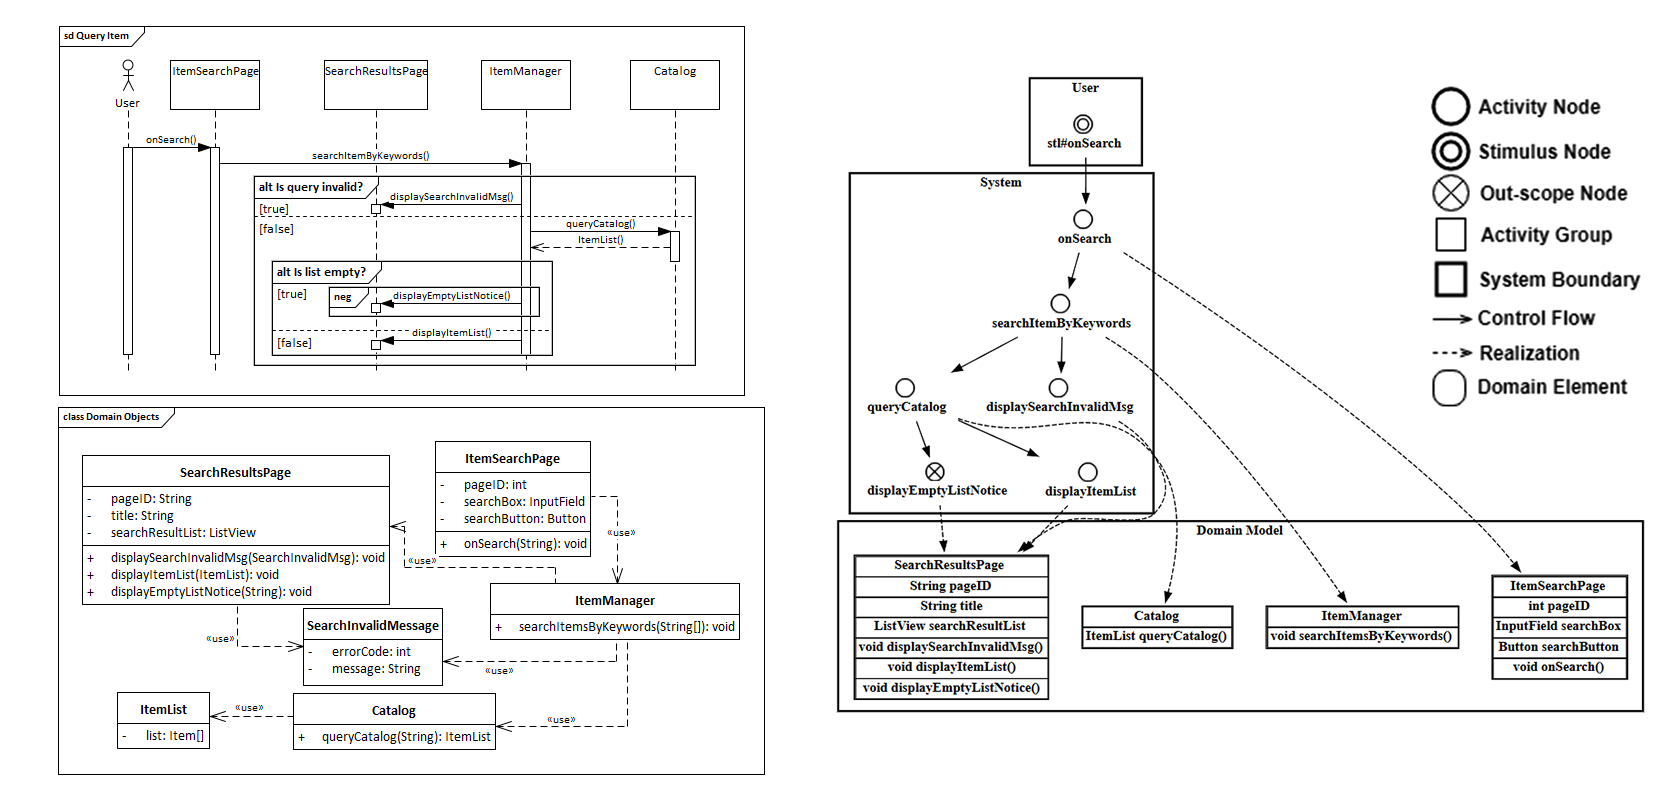 sd Query Item
User
ItemSearchPage
SearchResultsPage
ItemManager
Catalog
onSearch()
searchItemByKeywords()
alt Is query invalid?
displaySearchInvalidMsg()
[true]
[false]
queryCatalog()
ItemList()
alt Is list empty?
[true]
neg
displayEmptyListNotice()
displayItemList()
[false]
class Domain Objects
SearchResultsPage
- pageID: String
- title: String
- searchResultList: ListView
+ displaySearchInvalidMsg(SearchInvalidMsg): void
+ displayItemList(ItemList): void
+ displayEmptyListNotice(String): void
ItemSearchPage
- pageID: int
- searchBox: InputField
- searchButton: Button
+ onSearch(String): void
«use»
«use»
ItemManager
+ searchItemsByKeywords(String[]): void
«use»
SearchInvalidMessage
- errorCode: int
- message: String
«use»
ItemList
- list: Item[]
«use»
Catalog
+ queryCatalog(String): ItemList
«use»
User
stl#onSearch
System
onSearch
searchItemByKeywords
queryCatalog
displaySearchInvalidMsg
displayEmptyListNotice
displayItemList
Domain Model
SearchResultsPage
String pageID
String title
ListView searchResultList
void displaySearchInvalidMsg()
void displayItemList()
void displayEmptyListNotice()
Catalog
ItemList queryCatalog()
ItemManager
void searchItemsByKeywords()
ItemSearchPage
int pageID
InputField searchBox
Button searchButton
void onSearch()
Activity Node
Stimulus Node
Out-scope Node
Activity Group
System Boundary
Control Flow
Realization
Domain Element